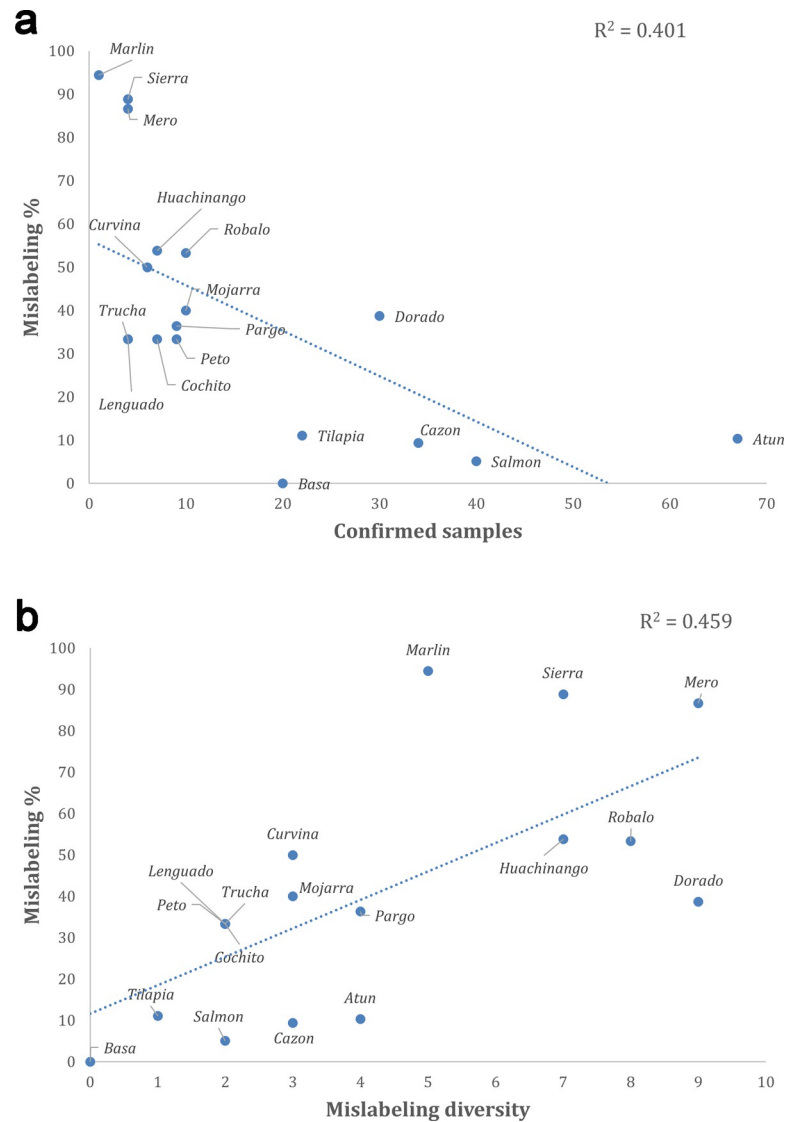 a
R² = 0.401
100
90
80
70
60
50
40
30
20
10
0
Mislabeling %
Marlin
Sierra
Mero
Huachinango
Curvina
Robalo
Mojarra
Trucha
Pargo
Dorado
Peto
Cochito
Lenguado
Tilapia
Cazon
Atun
Salmon
Basa
0 10 20 30 40 50 60 70
Confirmed samples
b
R² = 0.459
100
90
80
70
60
50
40
30
20
10
0
Mislabeling %
Marlin
Sierra
Mero
Robalo
Curvina
Huachinango
Lenguado
Dorado
Trucha
Mojarra
Peto
Pargo
Cochito
Tilapia
Atun
Salmon
Cazon
Basa
0 1 2 3 4 5 6 7 8 9 10
Mislabeling diversity